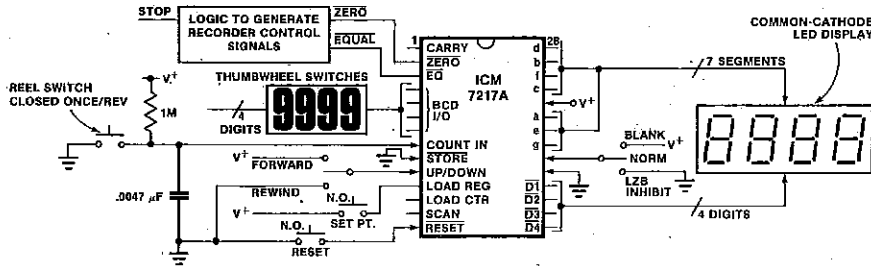 STOP
LOGIC TO GENERATE
RECORDER CONTROL
SIGNALS
ZERO
EQUAL
REEL SWITCH
CLOSED ONCE/REV
V+
1M
THUMBWHEEL SWITCHES
4
DIGITS
9999
.0047 µF
V+
FORWARD
REWIND
V+
N.O.
SET PT.
N.O.
RESET
1
28
ICM
7217A
CARRY
ZERO
EQ
BCD
I/O
COUNT IN
STORE
UP/DOWN
LOAD REG
LOAD CTR
SCAN
RESET
d
b
f
c
V+
a
e
g
D1
D2
D3
D4
7 SEGMENTS
BLANK
V+
NORM
LZB
INHIBIT
4 DIGITS
COMMON-CATHODE
LED DISPLAY
8888